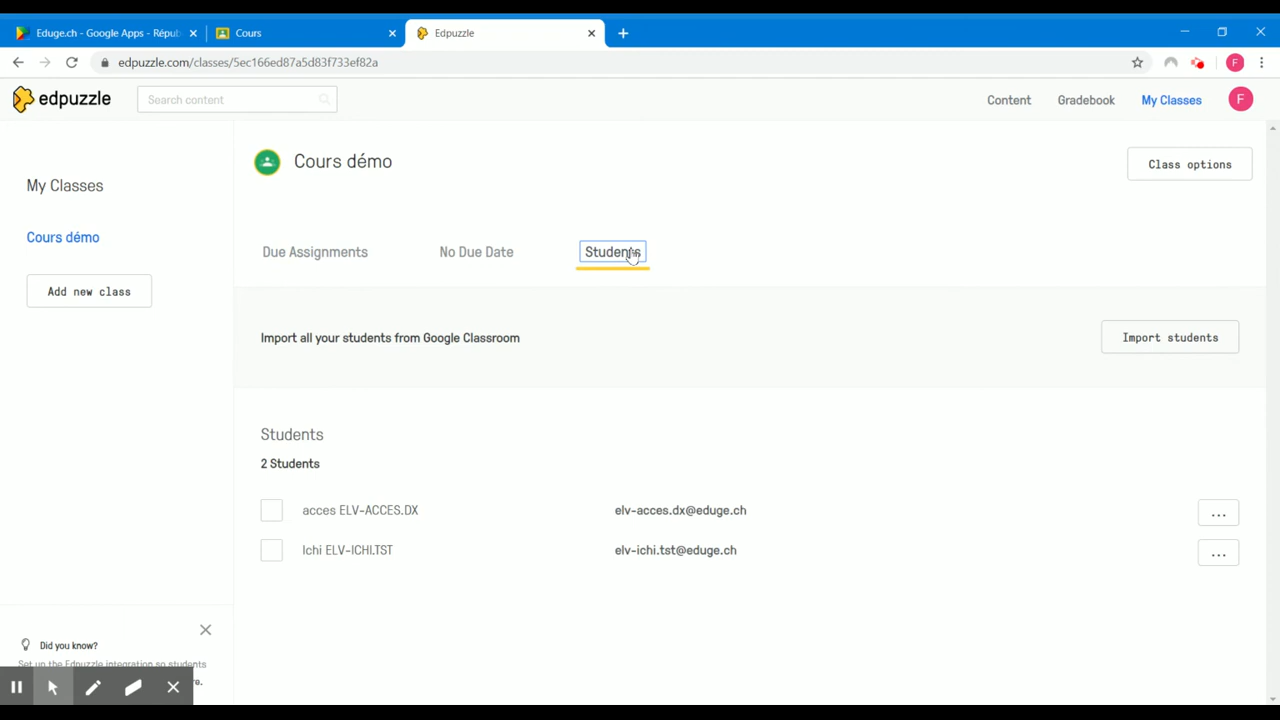 Eduge.ch - Google Apps - Répub
Cours
Edpuzzle
edpuzzle.com/classes/5ec166ed87a5d83f733ef82a
F
edpuzzle
Search content
Content
Gradebook
My Classes
F
My Classes
Cours démo
Add new class
Cours démo
Class options
Due Assignments
No Due Date
Students
Import all your students from Google Classroom
Import students
Students
2 Students
acces ELV-ACCES.DX
elv-acces.dx@eduge.ch
...
Ichi ELV-ICHI.TST
elv-ichi.tst@eduge.ch
...
Did you know?
Set up the Edpuzzle integration so students